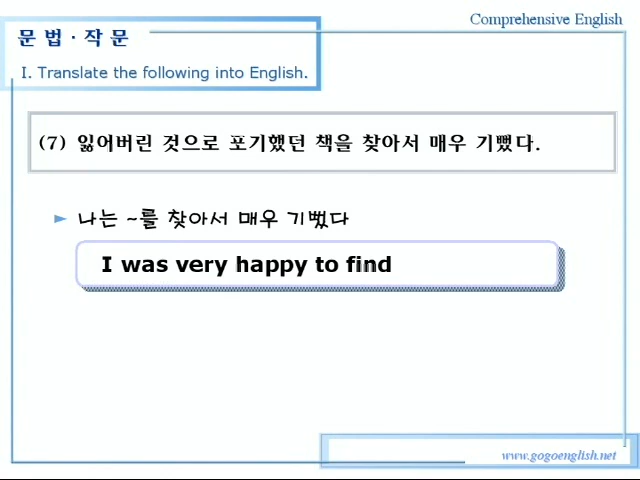 Comprehensive English
문 법 · 작 문
I. Translate the following into English.
(7) 잃어버린 것으로 포기했던 책을 찾아서 매우 기뻤다.
► 나는 ~를 찾아서 매우 기뻤다
I was very happy to find
www.gogoenglish.net